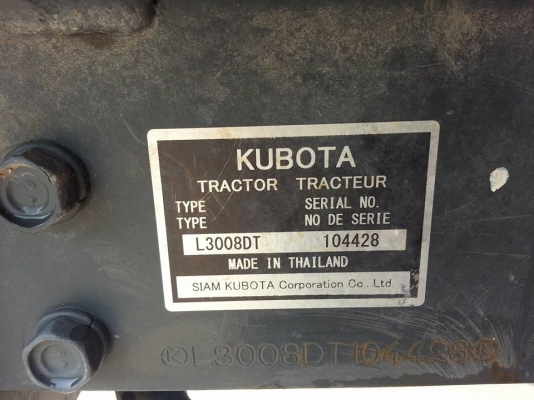 KUBOTA
TRACTOR TRACTEUR
TYPE SERIAL NO.
TYPE NO DE SERIE
L3008DT 104428
MADE IN THAILAND
SIAM KUBOTA Corporation Co., Ltd.
L3008DT104428